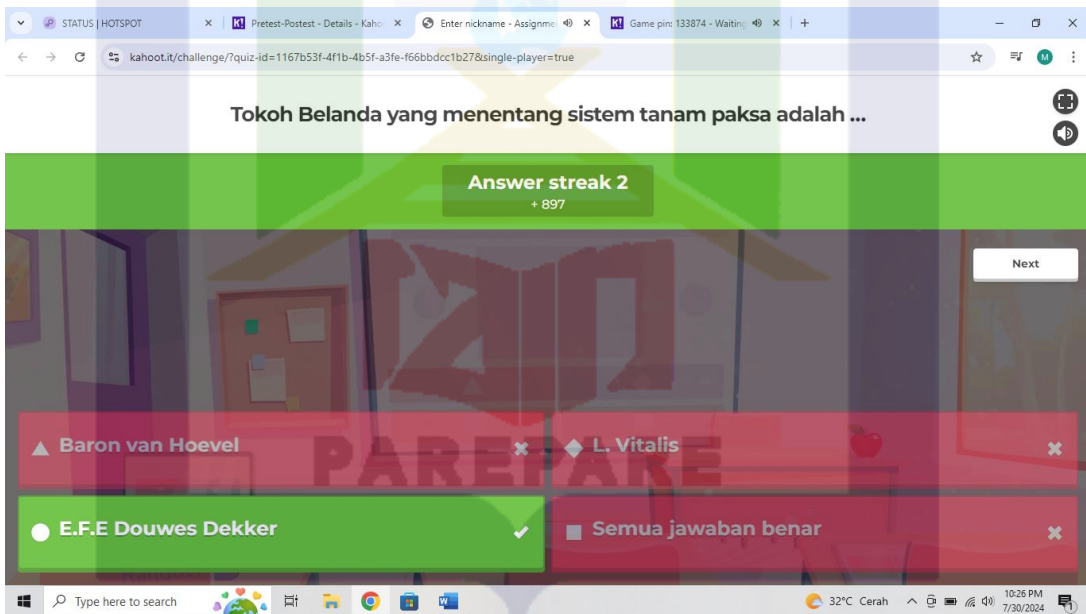 STATUS | HOTSPOT
Pretest-Postest - Details - Kaho
Enter nickname - Assignme
Game pin: 133874 - Waiting
kahoot.it/challenge/?quiz-id=1167b53f-4f1b-4b5f-a3fe-f66bbdcc1b27&single-player=true
M
Tokoh Belanda yang menentang sistem tanam paksa adalah ...
Answer streak 2
+ 897
Next
Baron van Hoevel
L. Vitalis
PAREPARE
E.F.E Douwes Dekker
Semua jawaban benar
Type here to search
32°C Cerah
10:26 PM
7/30/2024